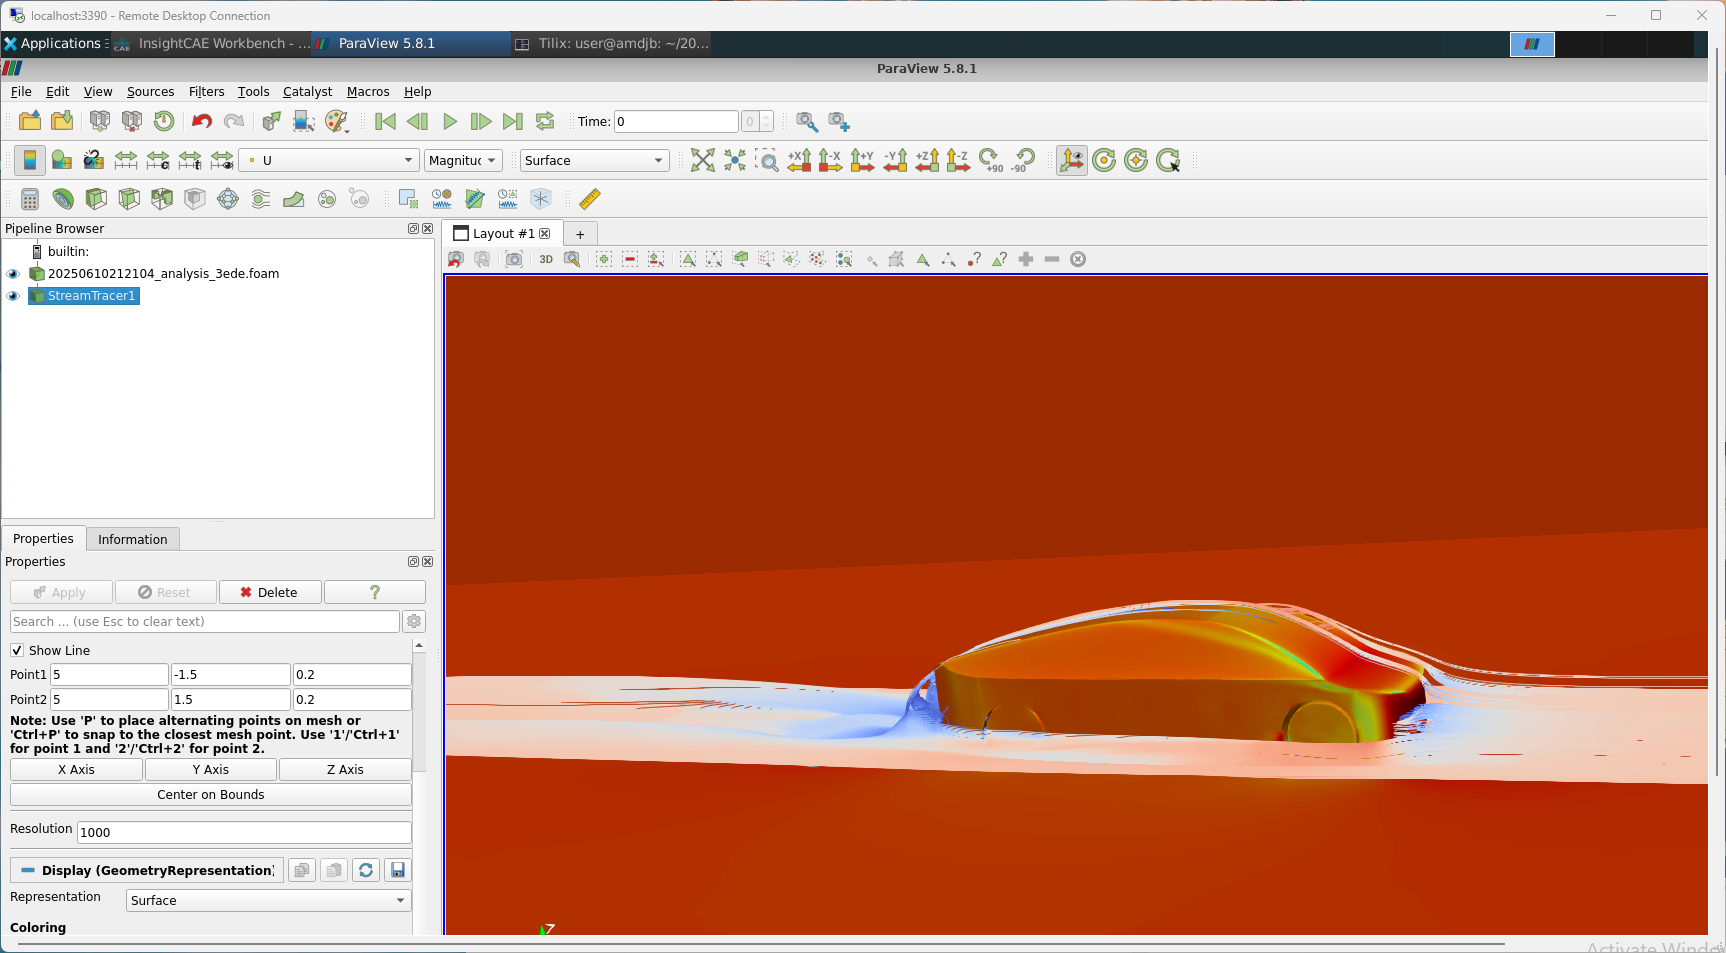 localhost:3390 - Remote Desktop Connection
Applications
InsightCAE Workbench - ...
ParaView 5.8.1
Tilix: user@amdjb: ~/20...
ParaView 5.8.1
File Edit View Sources Filters Tools Catalyst Macros Help
Time: 0 0
U Magnituc Surface
+X -X +Y -Y +Z -Z +90 -90
Pipeline Browser
builtin:
20250610212104_analysis_3ede.foam
StreamTracer1
Layout #1 +
3D
Properties Information
Properties
Apply Reset Delete ?
Search ... (use Esc to clear text)
Show Line
Point1 5 -1.5 0.2
Point2 5 1.5 0.2
Note: Use 'P' to place alternating points on mesh or
'Ctrl+P' to snap to the closest mesh point. Use '1'/'Ctrl+1'
for point 1 and '2'/'Ctrl+2' for point 2.
X Axis Y Axis Z Axis
Center on Bounds
Resolution 1000
Display (GeometryRepresentation)
Representation Surface
Coloring
Z
Activate Windo